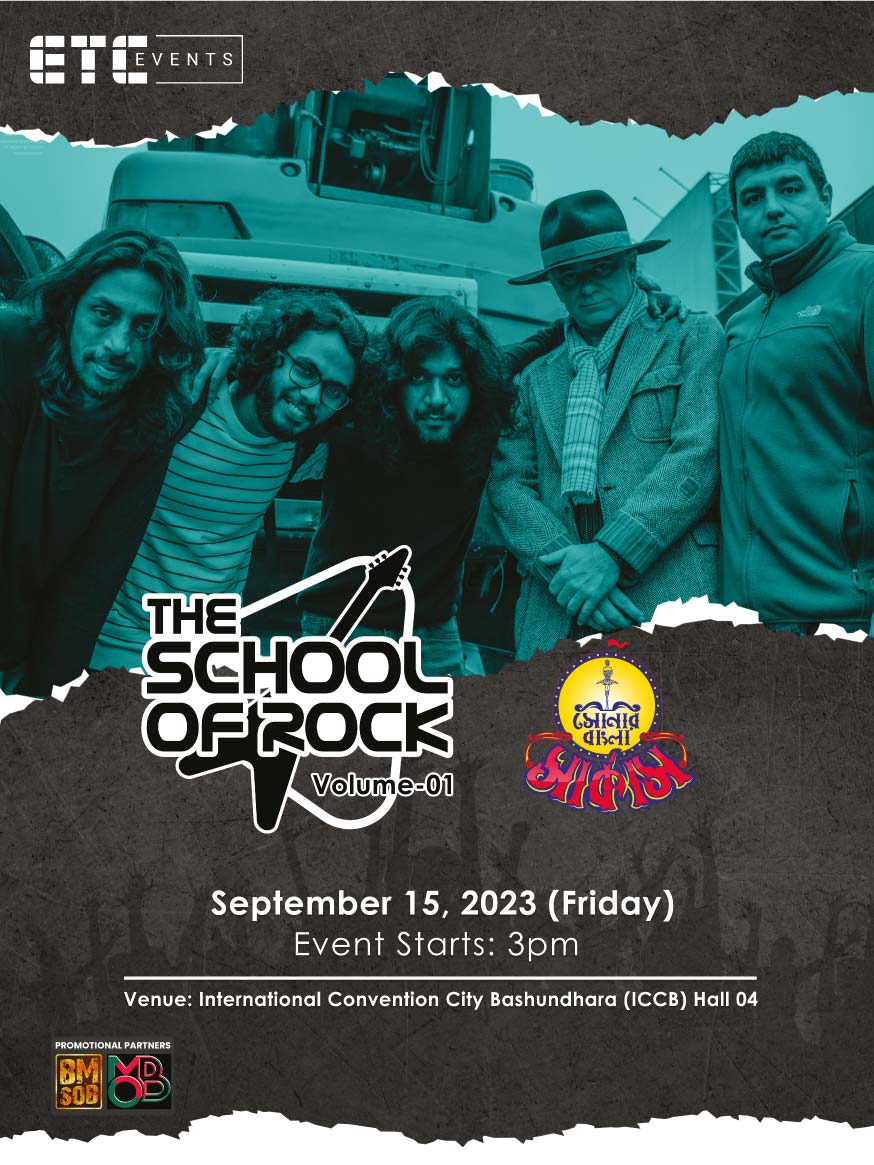 ETC EVENTS
THE
SCHOOL
OF ROCK
Volume-01
সোনার
বাংলা
সার্কাস
September 15, 2023 (Friday)
Event Starts: 3pm
Venue: International Convention City Bashundhara (ICCB) Hall 04
PROMOTIONAL PARTNERS
BM
SOB
MDOB